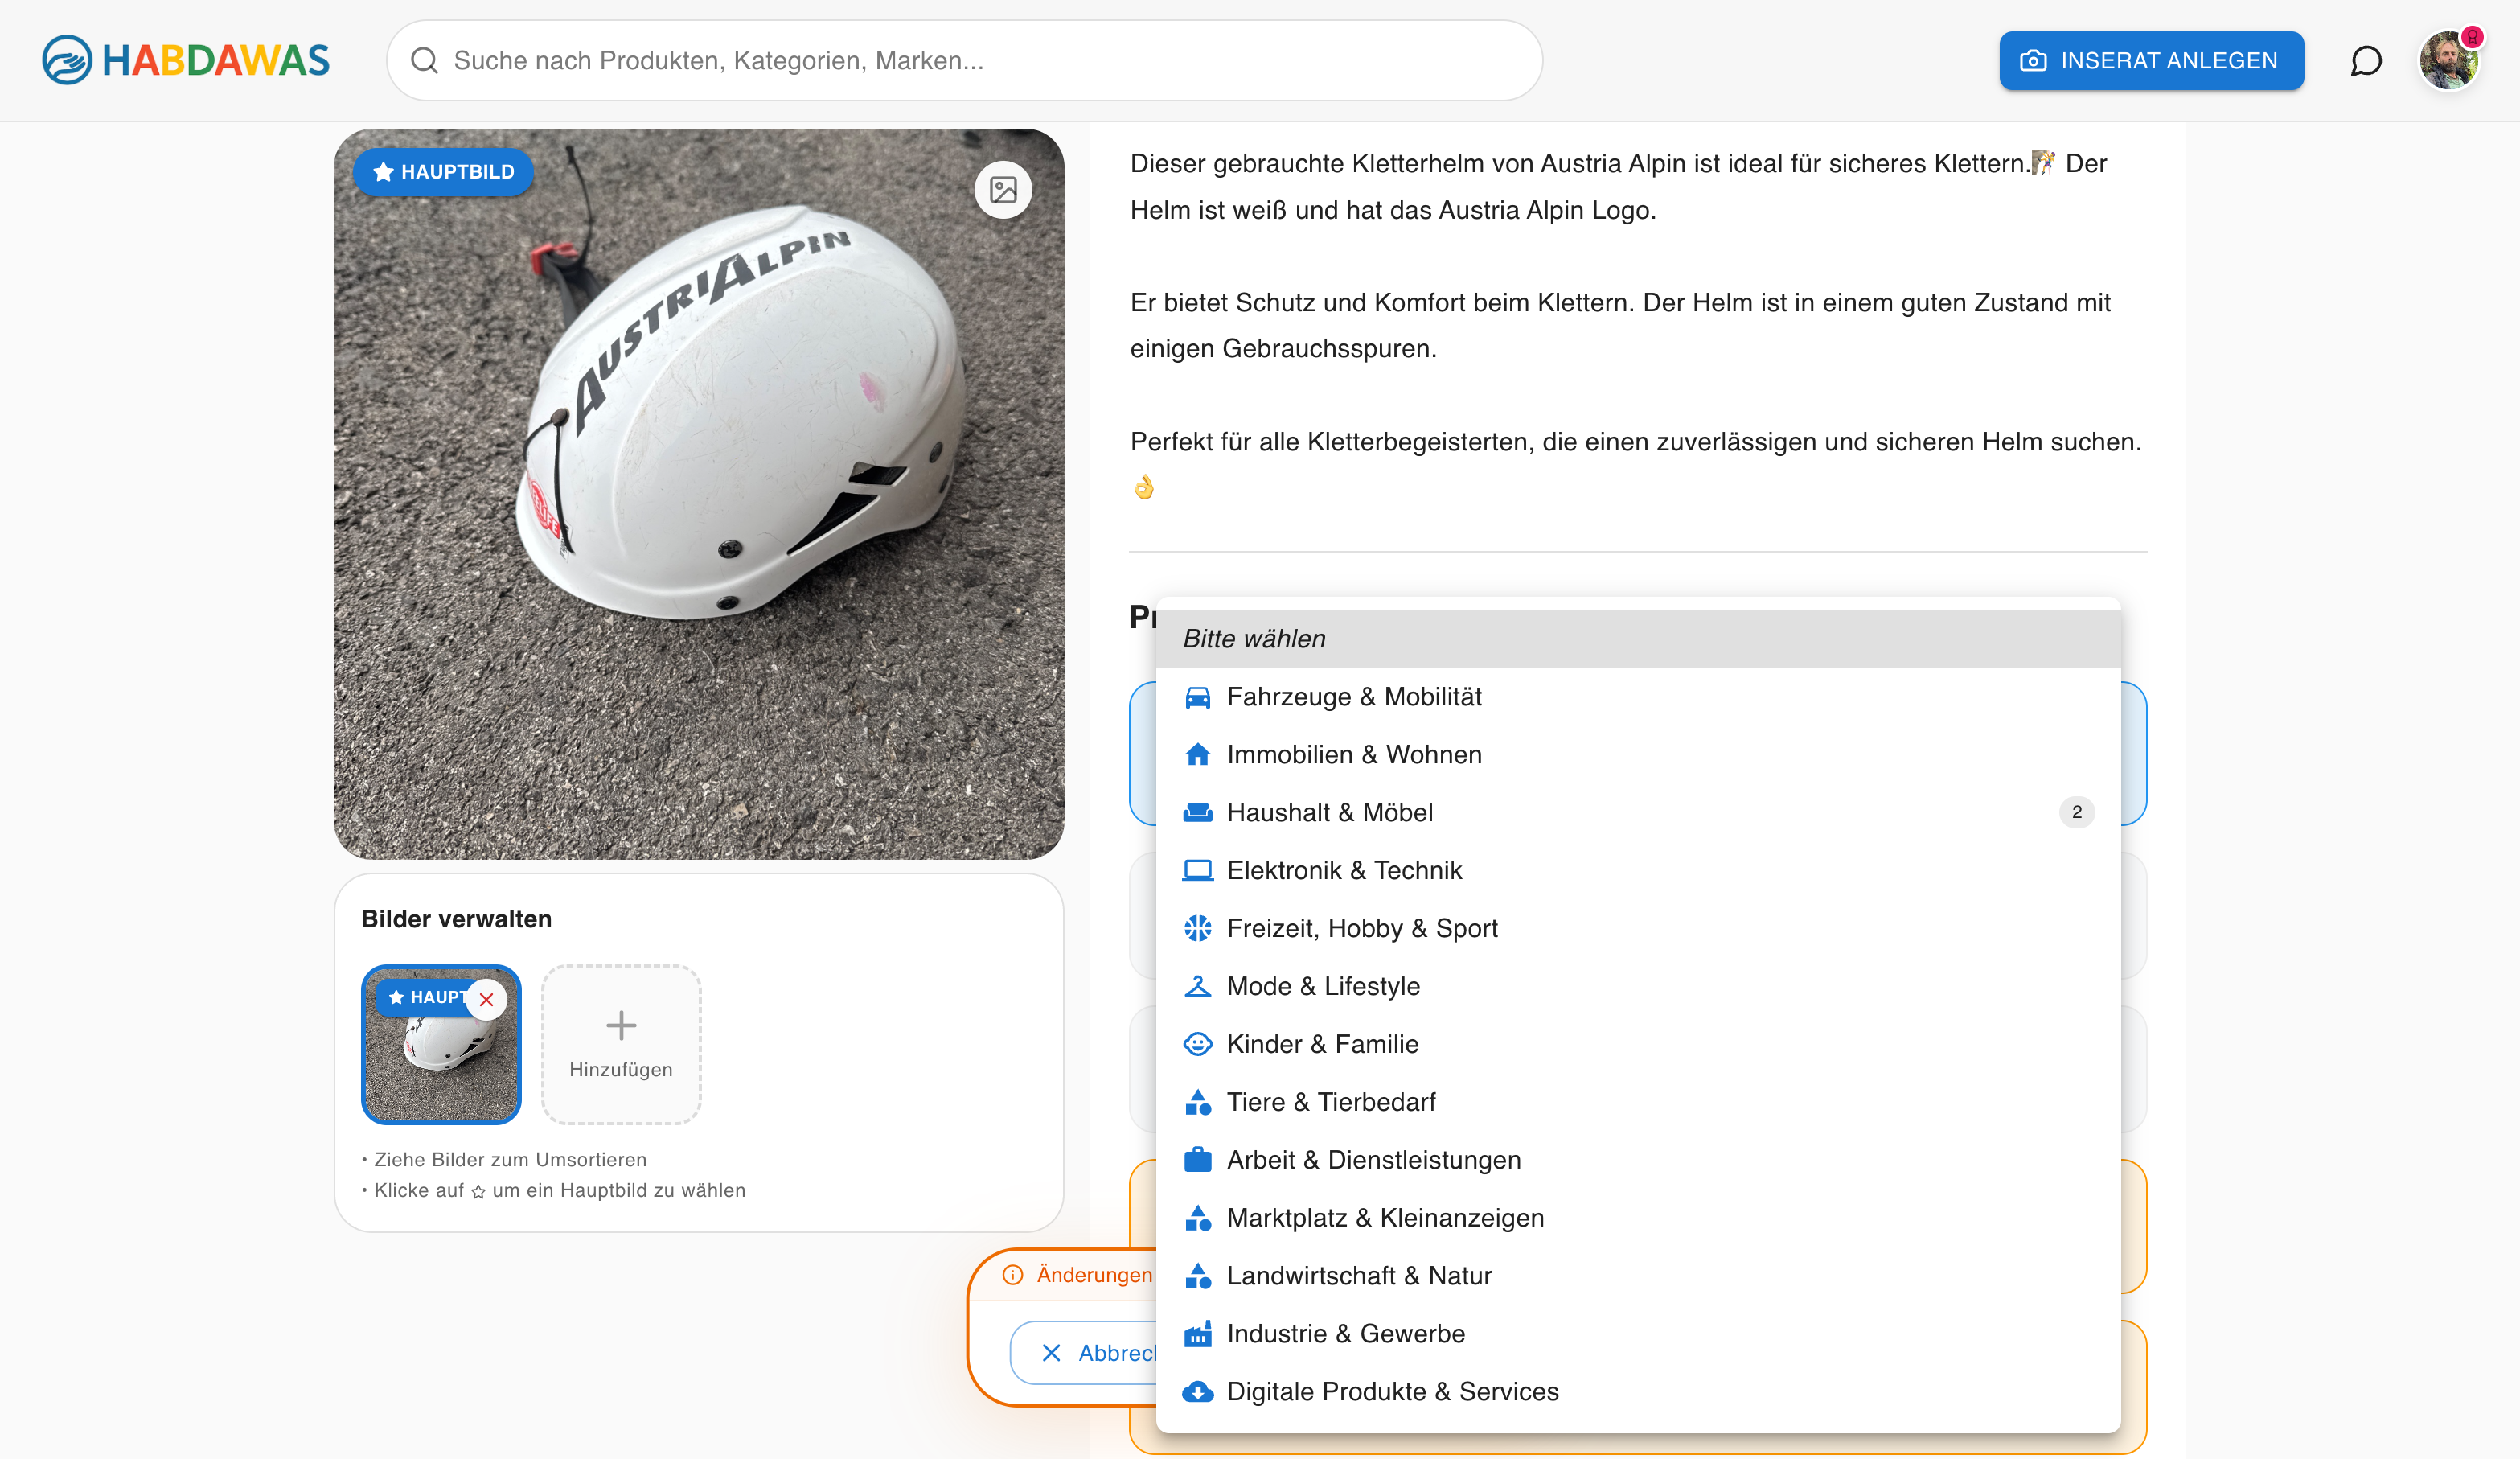 HABDAWAS
Suche nach Produkten, Kategorien, Marken...
INSERAT ANLEGEN
HAUPTBILD
AUSTRIALPIN
Dieser gebrauchte Kletterhelm von Austria Alpin ist ideal für sicheres Klettern.🧗 Der
Helm ist weiß und hat das Austria Alpin Logo.
Er bietet Schutz und Komfort beim Klettern. Der Helm ist in einem guten Zustand mit
einigen Gebrauchsspuren.
Perfekt für alle Kletterbegeisterten, die einen zuverlässigen und sicheren Helm suchen.
👌
Bitte wählen
Fahrzeuge & Mobilität
Immobilien & Wohnen
Haushalt & Möbel 2
Elektronik & Technik
Freizeit, Hobby & Sport
Mode & Lifestyle
Kinder & Familie
Tiere & Tierbedarf
Arbeit & Dienstleistungen
Marktplatz & Kleinanzeigen
Landwirtschaft & Natur
Industrie & Gewerbe
Digitale Produkte & Services
Bilder verwalten
HAUPT
Hinzufügen
• Ziehe Bilder zum Umsortieren
• Klicke auf ☆ um ein Hauptbild zu wählen
Änderungen